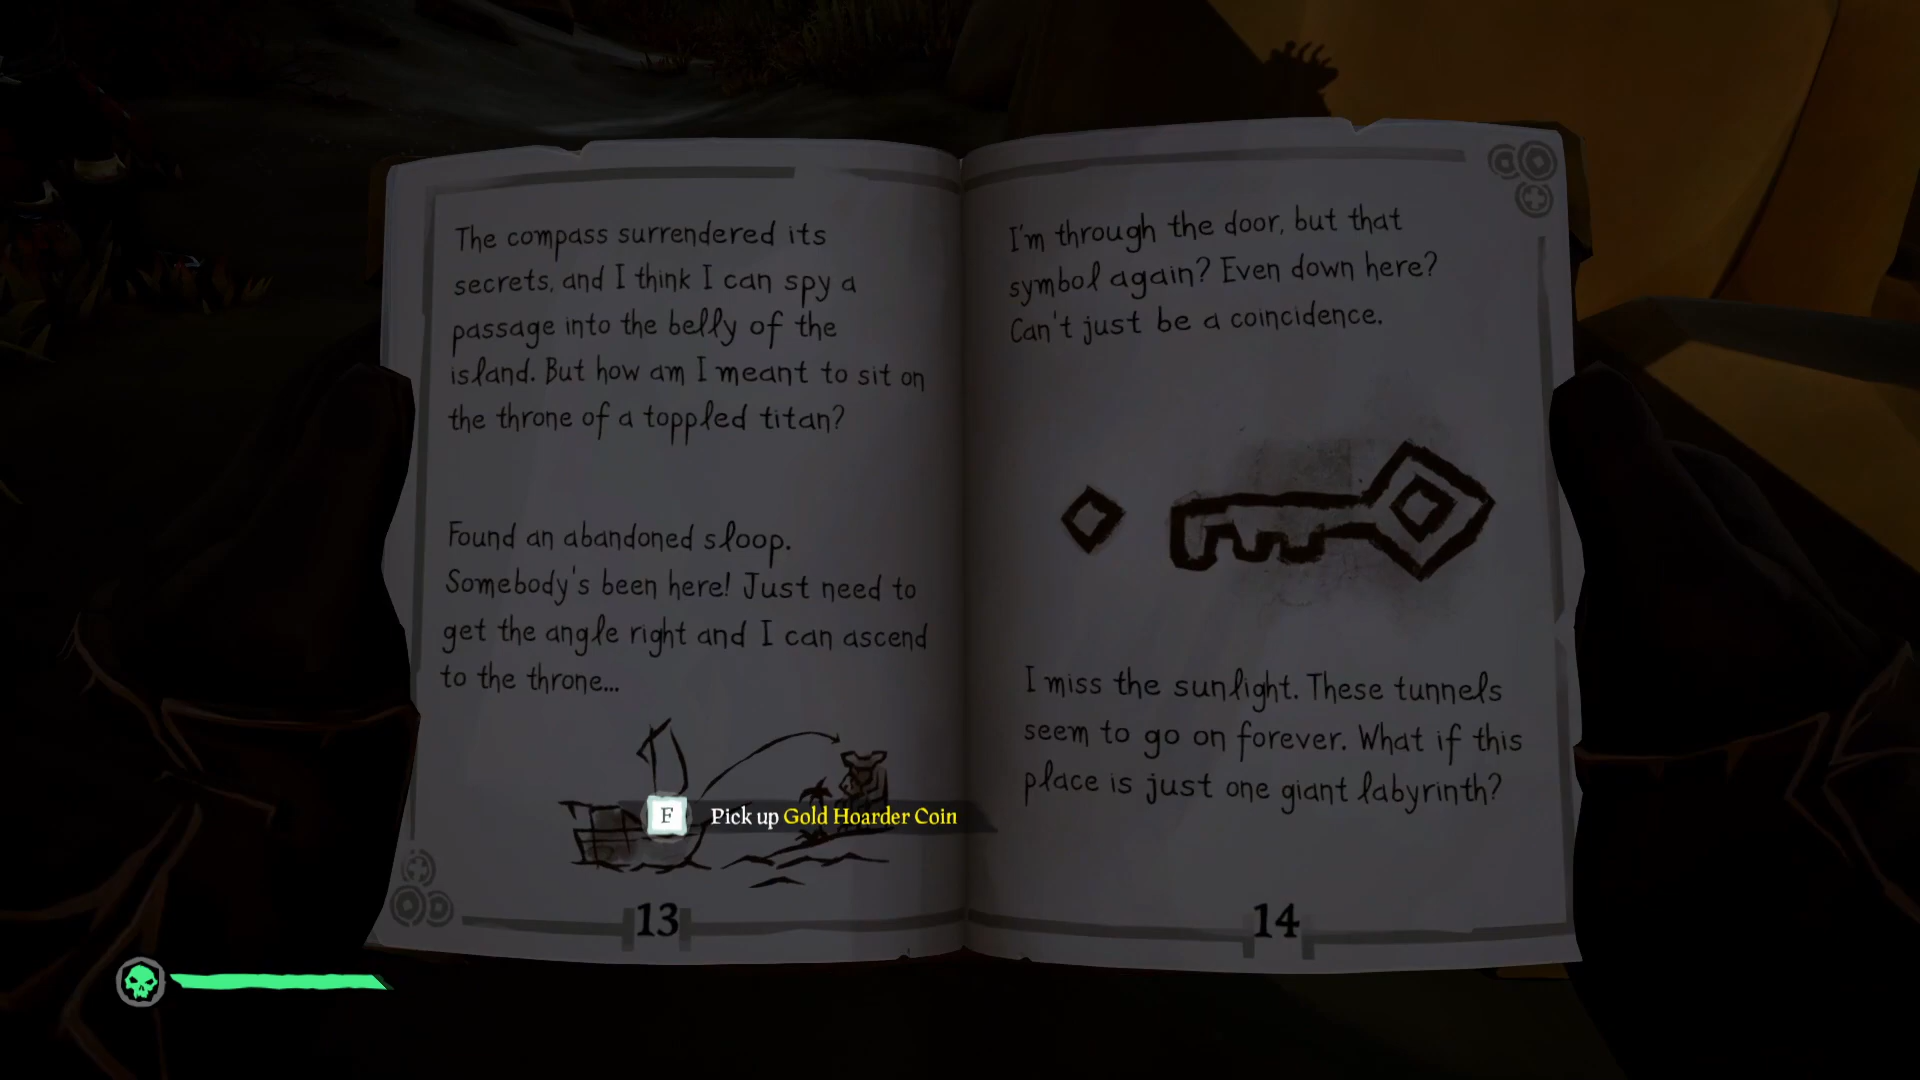 The compass surrendered its
secrets, and I think I can spy a
passage into the belly of the
island. But how am I meant to sit on
the throne of a toppled titan?
Found an abandoned sloop.
Somebody's been here! Just need to
get the angle right and I can ascend
to the throne...
F Pick up Gold Hoarder Coin
13
I'm through the door, but that
symbol again? Even down here?
Can't just be a coincidence.
I miss the sunlight. These tunnels
seem to go on forever. What if this
place is just one giant labyrinth?
14